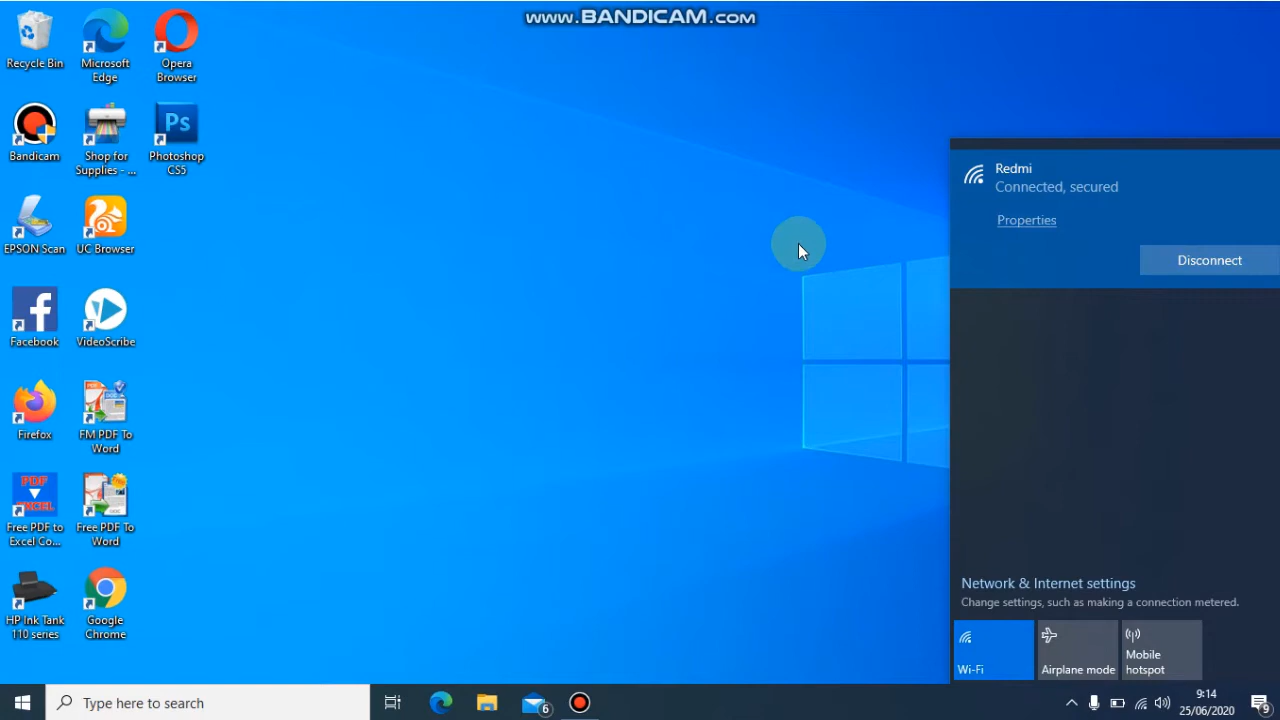 www.BANDICAM.com
Recycle Bin
Microsoft
Edge
Opera
Browser
Bandicam
Shop for
Supplies - ...
Ps
Photoshop
CS5
EPSON Scan
UC Browser
Facebook
VideoScribe
Firefox
FM PDF To
Word
PDF
EXCEL
Free PDF to
Excel Co...
Free PDF To
Word
HP Ink Tank
110 series
Google
Chrome
Redmi
Connected, secured
Properties
Disconnect
Network & Internet settings
Change settings, such as making a connection metered.
Wi-Fi
Airplane mode
Mobile
hotspot
Type here to search
6
9:14
25/06/2020
9